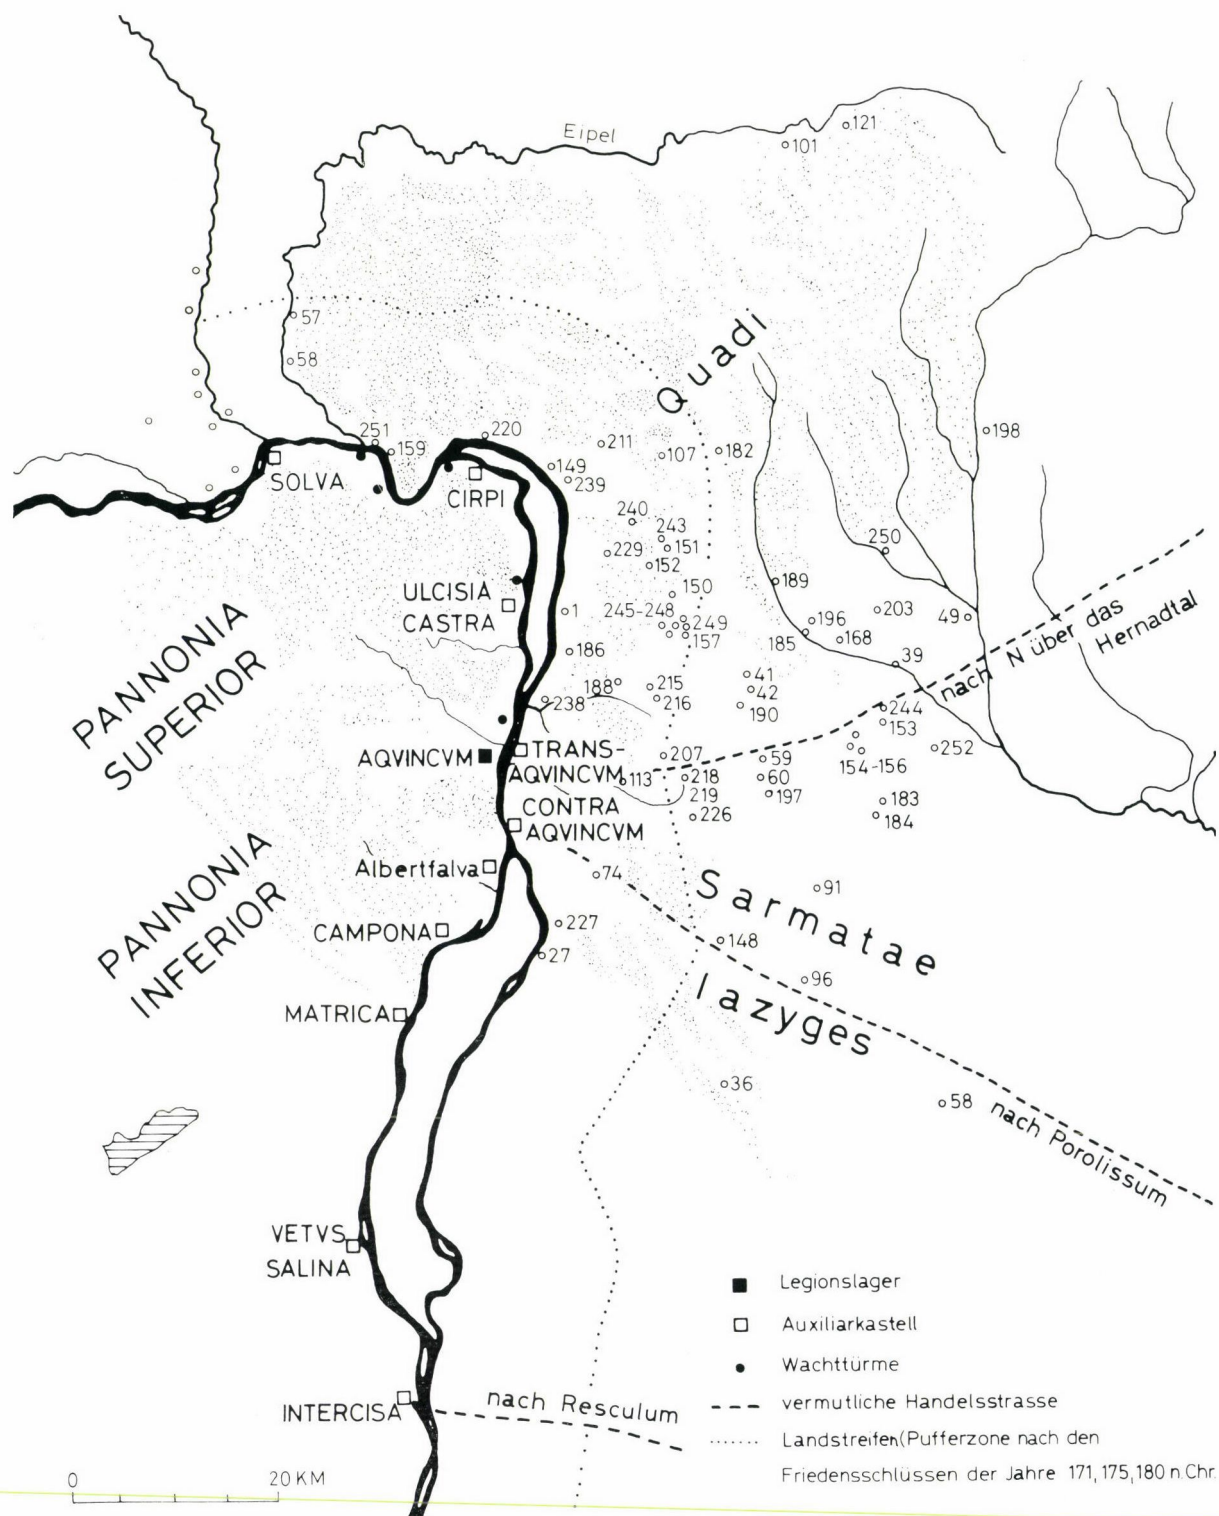 Eipel
121
101
57
58
Quadi
198
251
159
220
211
107
182
149
239
SOLVA
CIRPI
240
243
151
229
152
250
150
189
ULCISIA
CASTRA
1
245-248
249
157
196
203
49
185
168
186
39
nach N über das
Hernadtal
PANNONIA
SUPERIOR
188
215
216
41
42
190
238
244
153
252
154-156
AQVINCVM
TRANS-
AQVINCVM
113
207
218
219
226
59
60
197
183
184
CONTRA
AQVINCVM
Albertfalva
74
91
PANNONIA
INFERIOR
CAMPONA
227
27
148
96
Sarmatae
Iazyges
MATRICA
36
58
nach Porolissum
VETVS
SALINA
INTERCISA
nach Resculum
Legionslager
Auxiliarkastell
Wachttürme
vermutliche Handelsstrasse
Landstreifen(Pufferzone nach den
Friedensschlüssen der Jahre 171,175,180 n.Chr.
0
20 KM